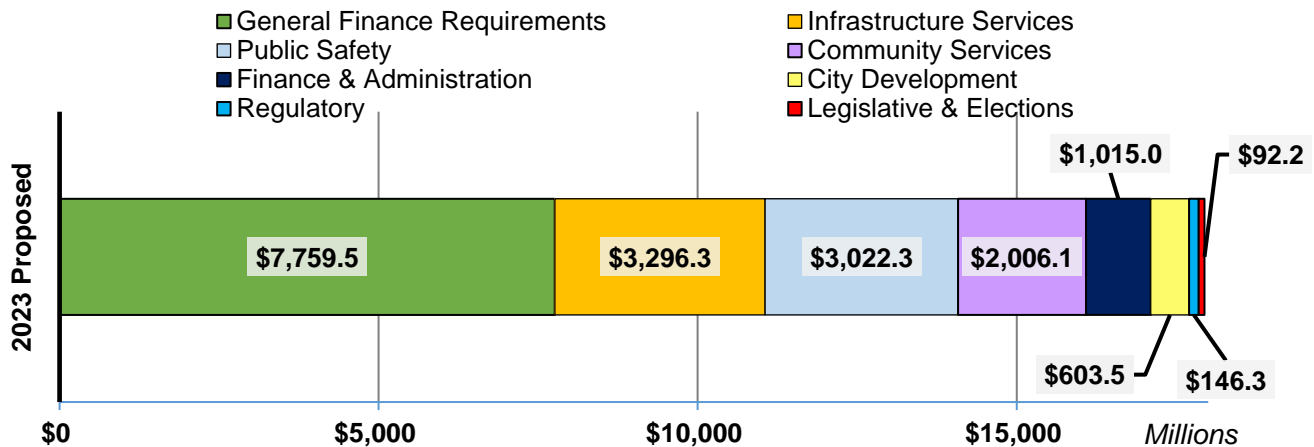 General Finance Requirements Infrastructure Services
Public Safety Community Services
Finance & Administration City Development
Regulatory Legislative & Elections
$1,015.0 $92.2
2023 Proposed
$7,759.5 $3,296.3 $3,022.3 $2,006.1
$603.5 $146.3
$0 $5,000 $10,000 $15,000 Millions